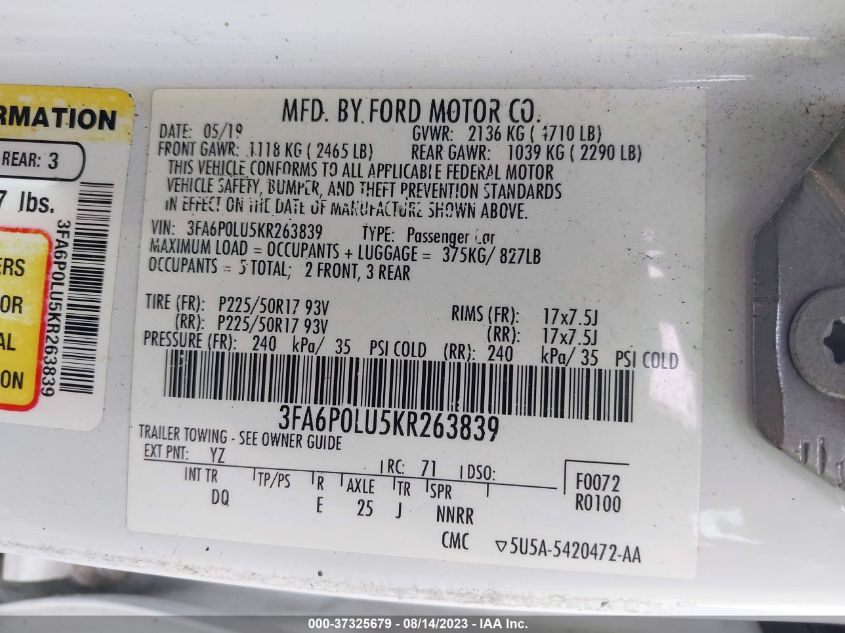 RMATION
REAR: 3
7 lbs.
ERS
OR
AL
ON
3FA6P0LU5KR263839
MFD. BY FORD MOTOR CO.
DATE: 05/19 GVWR: 2136 KG ( 4710 LB)
FRONT GAWR: 1118 KG ( 2465 LB) REAR GAWR: 1039 KG ( 2290 LB)
THIS VEHICLE CONFORMS TO ALL APPLICABLE FEDERAL MOTOR
VEHICLE SAFETY, BUMPER, AND THEFT PREVENTION STANDARDS
IN EFFECT ON THE DATE OF MANUFACTURE SHOWN ABOVE.
VIN: 3FA6P0LU5KR263839 TYPE: Passenger Car
MAXIMUM LOAD = OCCUPANTS + LUGGAGE = 375KG/ 827LB
OCCUPANTS = 5 TOTAL; 2 FRONT, 3 REAR
TIRE (FR): P225/50R17 93V RIMS (FR): 17x7.5J
(RR): P225/50R17 93V (RR): 17x7.5J
PRESSURE (FR): 240 kPa/ 35 PSI COLD (RR): 240 kPa/ 35 PSI COLD
3FA6P0LU5KR263839
TRAILER TOWING - SEE OWNER GUIDE
EXT PNT: YZ RC: 71 DSO: F0072
INT TR TP/PS R AXLE TR SPR R0100
DQ E 25 J NNRR
CMC ▽5U5A-5420472-AA
000-37325679 - 08/14/2023 - IAA Inc.